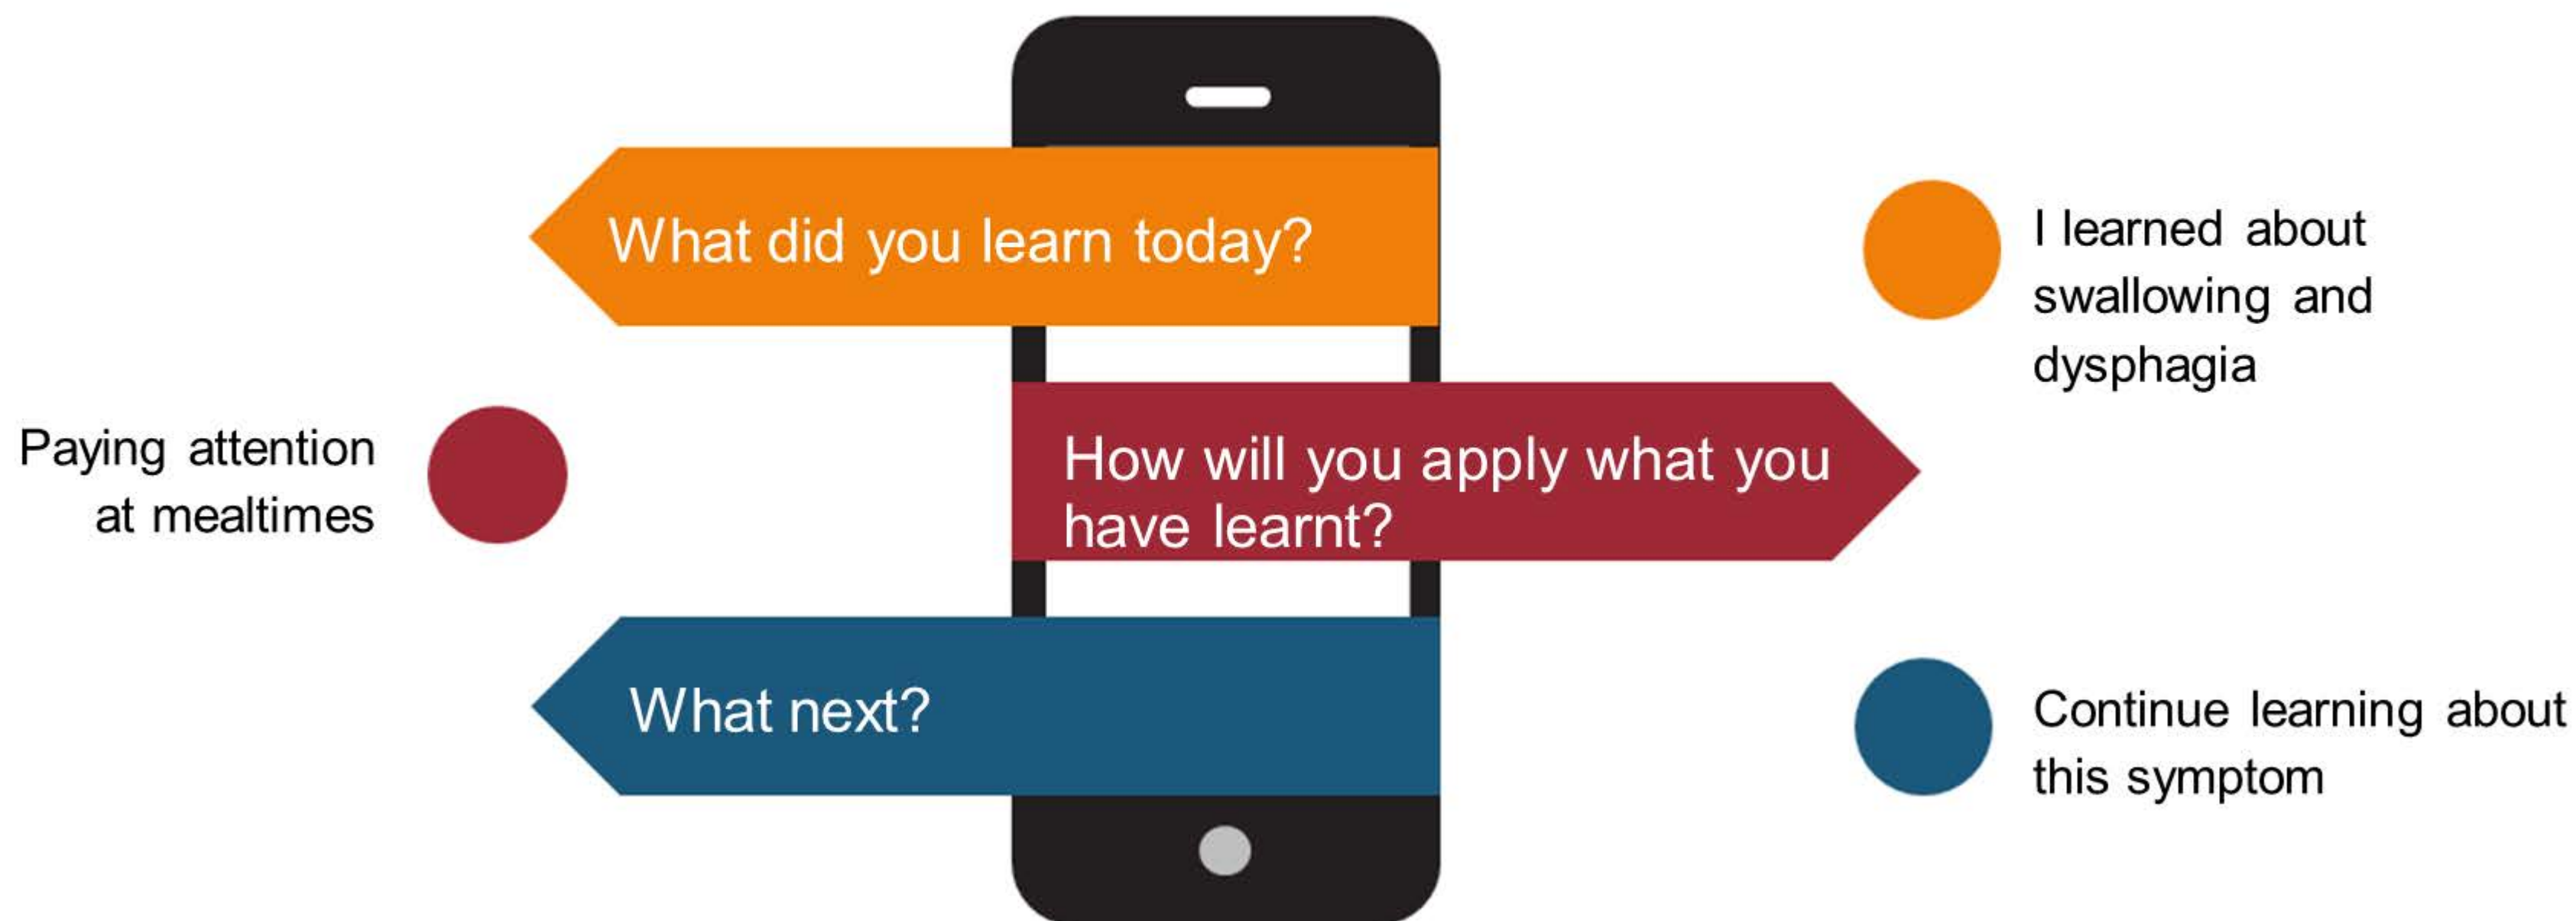 What did you learn today?
I learned about
swallowing and
dysphagia
How will you apply what you
have learnt?
Paying attention
at mealtimes
What next?
Continue learning about
this symptom